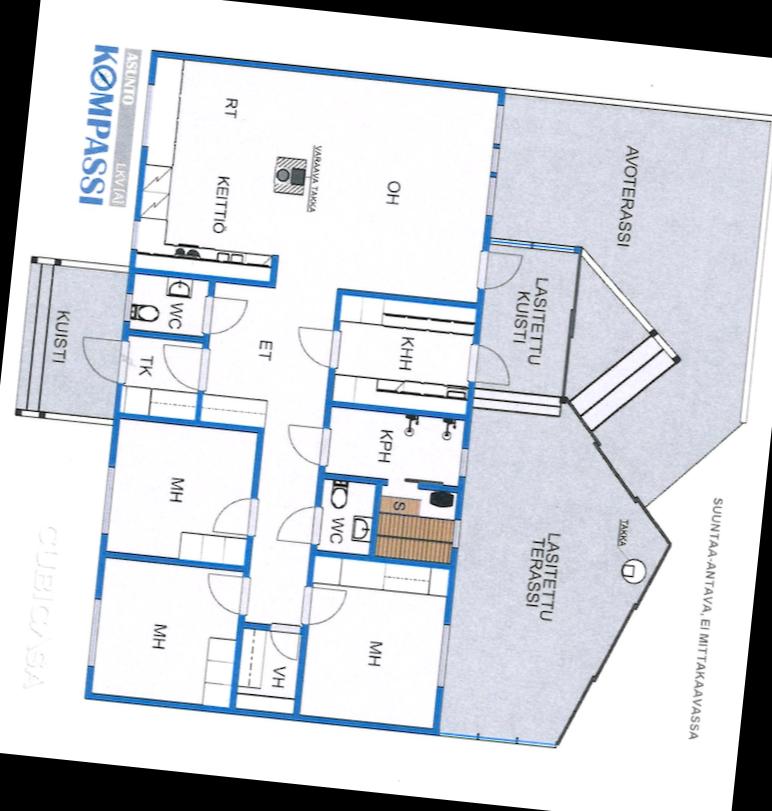 SUUNTAA-ANTAVA, EI MITTAKAAVASSA
AVOTERASSI
LASITETTU
KUISTI
LASITETTU
TERASSI
TAKKA
OH
VARAAVA TAKKA
RT
KEITTIÖ
KHH
KPH
S
WC
ET
WC
TK
KUISTI
MH
MH
MH
VH
ASUNTO
LKV [A]
KOMPASSI
CUBICASA